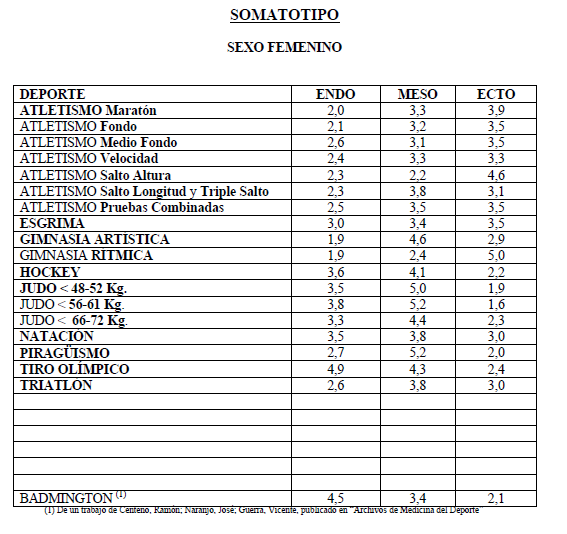 SOMATOTIPO
SEXO FEMENINO
DEPORTE ENDO MESO ECTO
ATLETISMO Maratón 2,0 3,3 3,9
ATLETISMO Fondo 2,1 3,2 3,5
ATLETISMO Medio Fondo 2,6 3,1 3,5
ATLETISMO Velocidad 2,4 3,3 3,3
ATLETISMO Salto Altura 2,3 2,2 4,6
ATLETISMO Salto Longitud y Triple Salto 2,3 3,8 3,1
ATLETISMO Pruebas Combinadas 2,5 3,5 3,5
ESGRIMA 3,0 3,4 3,5
GIMNASIA ARTÍSTICA 1,9 4,6 2,9
GIMNASIA RITMICA 1,9 2,4 5,0
HOCKEY 3,6 4,1 2,2
JUDO < 48-52 Kg. 3,5 5,0 1,9
JUDO < 56-61 Kg. 3,8 5,2 1,6
JUDO < 66-72 Kg. 3,3 4,4 2,3
NATACIÓN 3,5 3,8 3,0
PIRAGÜISMO 2,7 5,2 2,0
TIRO OLÍMPICO 4,9 4,3 2,4
TRIATLÓN 2,6 3,8 3,0
BADMINGTON (1) 4,5 3,4 2,1
(1) De un trabajo de Centeno, Ramón; Naranjo, José; Guerra, Vicente, publicado en “Archivos de Medicina del Deporte”